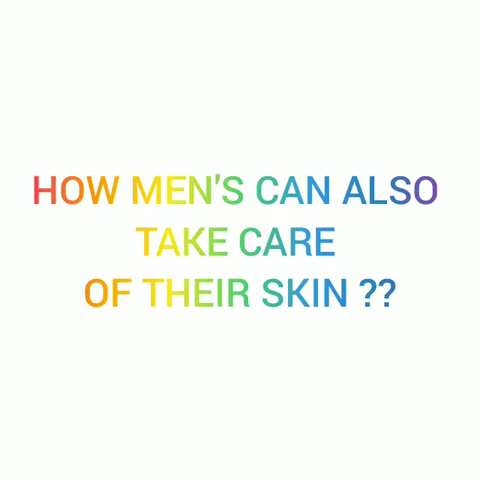 HOW MEN'S CAN ALSO
TAKE CARE
OF THEIR SKIN ??